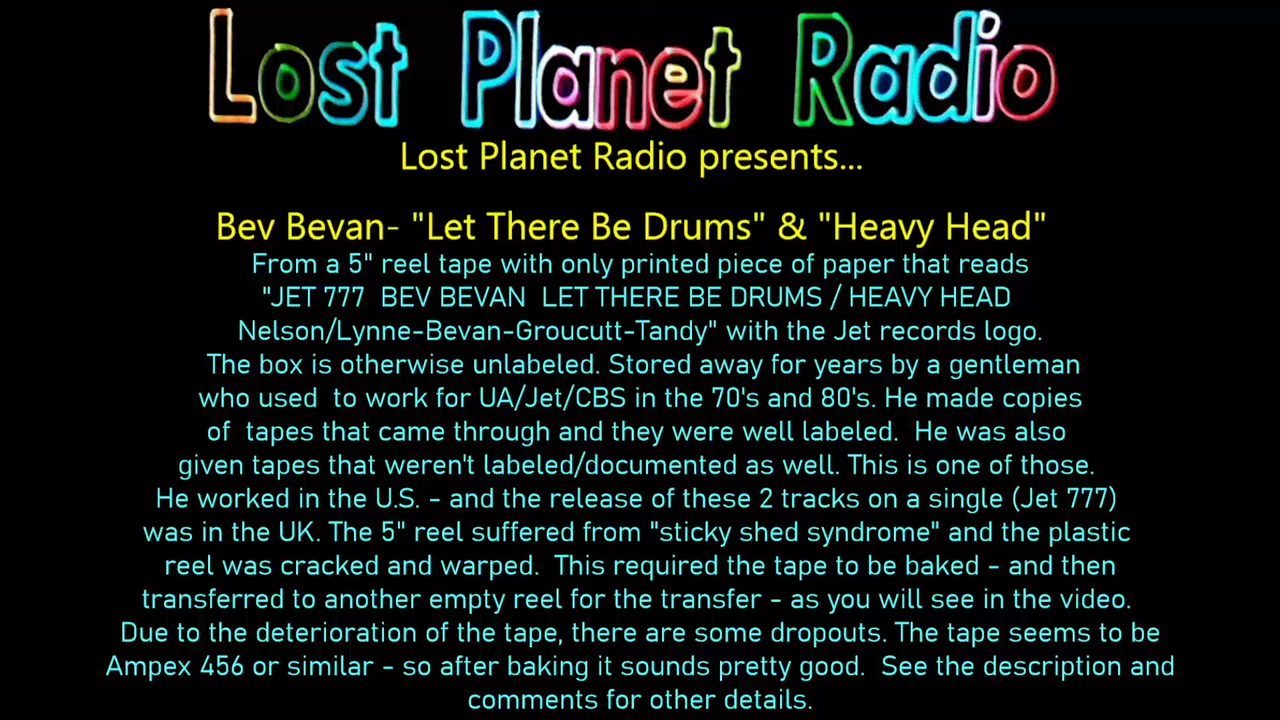 Lost Planet Radio
Lost Planet Radio presents...
Bev Bevan- "Let There Be Drums" & "Heavy Head"
From a 5" reel tape with only printed piece of paper that reads
"JET 777  BEV BEVAN  LET THERE BE DRUMS / HEAVY HEAD
Nelson/Lynne-Bevan-Groucutt-Tandy" with the Jet records logo.
The box is otherwise unlabeled. Stored away for years by a gentleman
who used  to work for UA/Jet/CBS in the 70's and 80's. He made copies
of  tapes that came through and they were well labeled.  He was also
given tapes that weren't labeled/documented as well. This is one of those.
He worked in the U.S. - and the release of these 2 tracks on a single (Jet 777)
was in the UK. The 5" reel suffered from "sticky shed syndrome" and the plastic
reel was cracked and warped.  This required the tape to be baked - and then
transferred to another empty reel for the transfer - as you will see in the video.
Due to the deterioration of the tape, there are some dropouts. The tape seems to be
Ampex 456 or similar - so after baking it sounds pretty good.  See the description and
comments for other details.